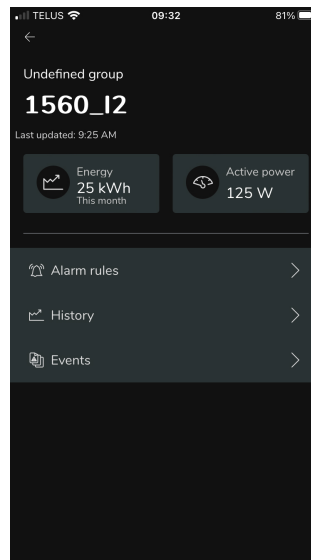 TELUS 09:32 81%
Undefined group
1560_I2
Last updated: 9:25 AM
Energy
25 kWh
This month
Active power
125 W
Alarm rules
History
Events